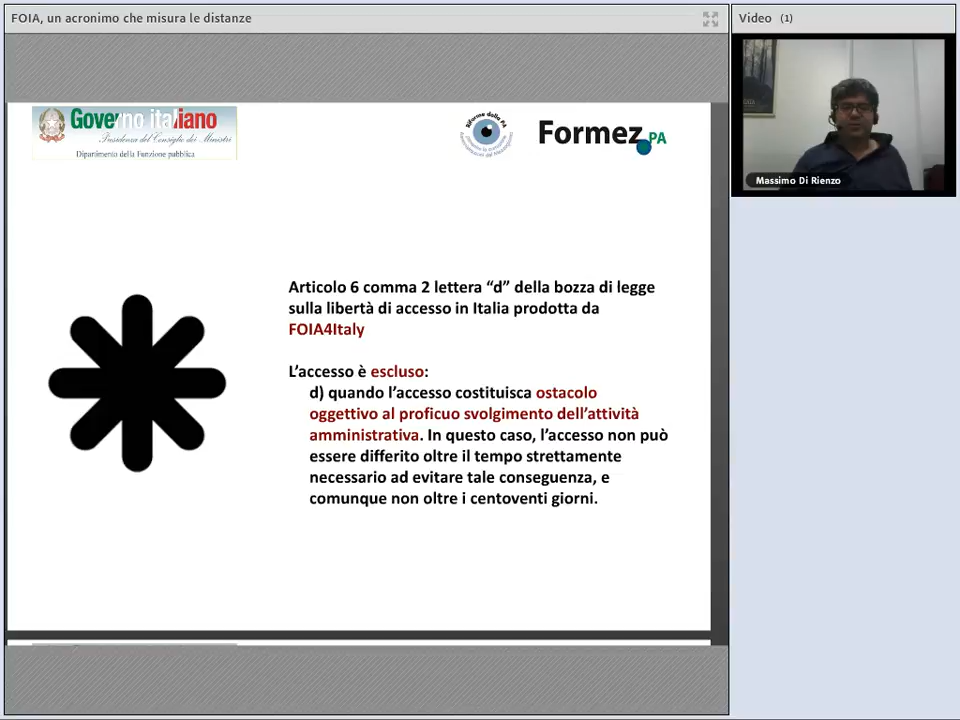 FOIA, un acronimo che misura le distanze
Video (1)
Governo italiano
Presidenza del Consiglio dei Ministri
Dipartimento della Funzione pubblica
Riforme della PA
Formez PA
Massimo Di Rienzo
Articolo 6 comma 2 lettera “d” della bozza di legge
sulla libertà di accesso in Italia prodotta da
FOIA4Italy
L’accesso è escluso:
d) quando l’accesso costituisca ostacolo
oggettivo al proficuo svolgimento dell’attività
amministrativa. In questo caso, l’accesso non può
essere differito oltre il tempo strettamente
necessario ad evitare tale conseguenza, e
comunque non oltre i centoventi giorni.